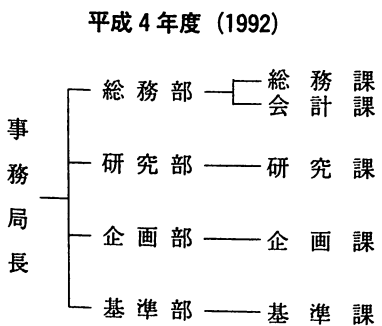 平成4年度 (1992)
事務局長
総務部 総務課
会計課
研究部 研究課
企画部 企画課
基準部 基準課